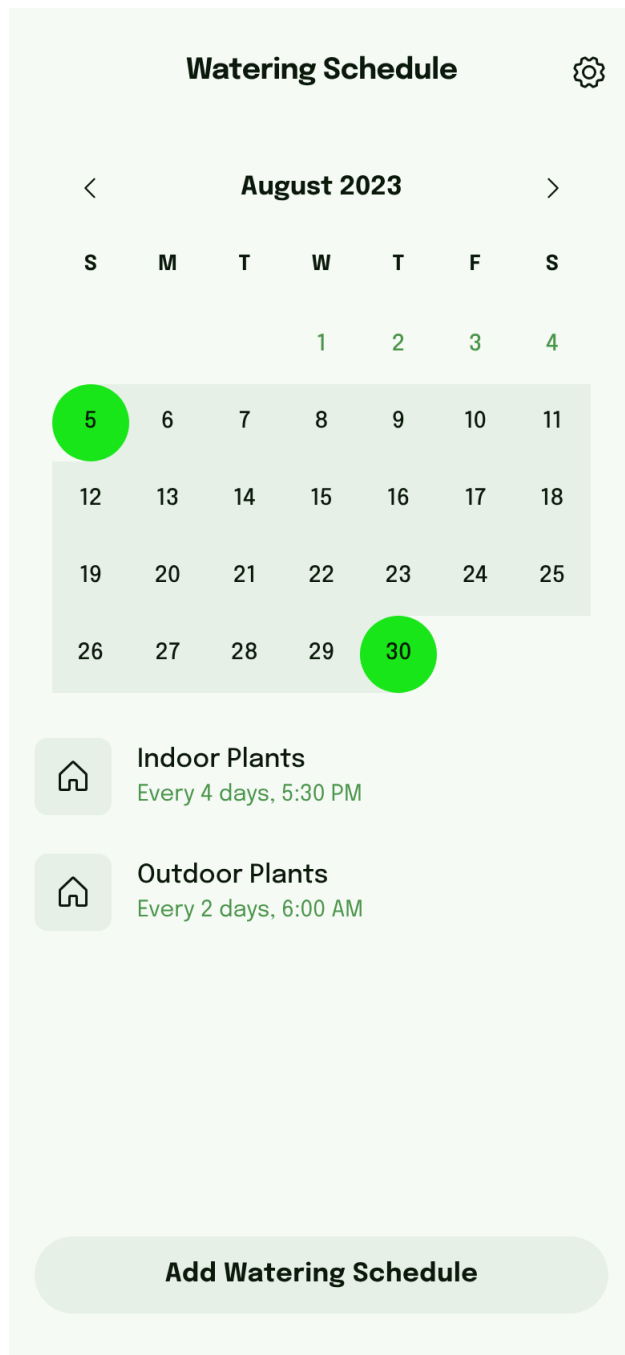 Watering Schedule
August 2023
S M T W T F S
1 2 3 4
5 6 7 8 9 10 11
12 13 14 15 16 17 18
19 20 21 22 23 24 25
26 27 28 29 30
Indoor Plants
Every 4 days, 5:30 PM
Outdoor Plants
Every 2 days, 6:00 AM
Add Watering Schedule